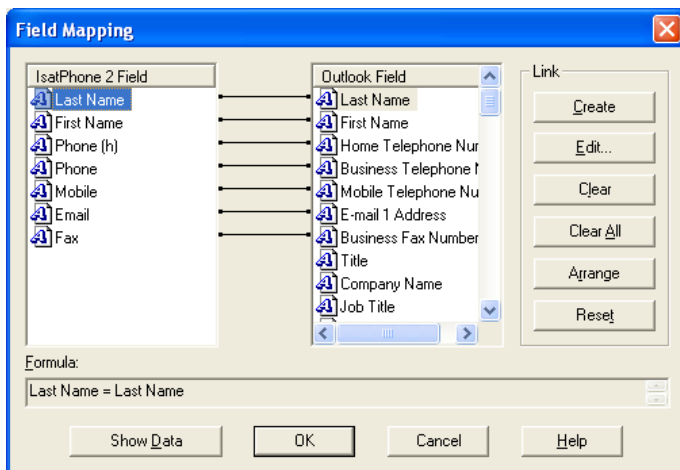 Field Mapping
IsatPhone 2 Field
Last Name
First Name
Phone (h)
Phone
Mobile
Email
Fax
Outlook Field
Last Name
First Name
Home Telephone Nur
Business Telephone N
Mobile Telephone Nu
E-mail 1 Address
Business Fax Number
Title
Company Name
Job Title
Link
Create
Edit...
Clear
Clear All
Arrange
Reset
Formula:
Last Name = Last Name
Show Data
OK
Cancel
Help